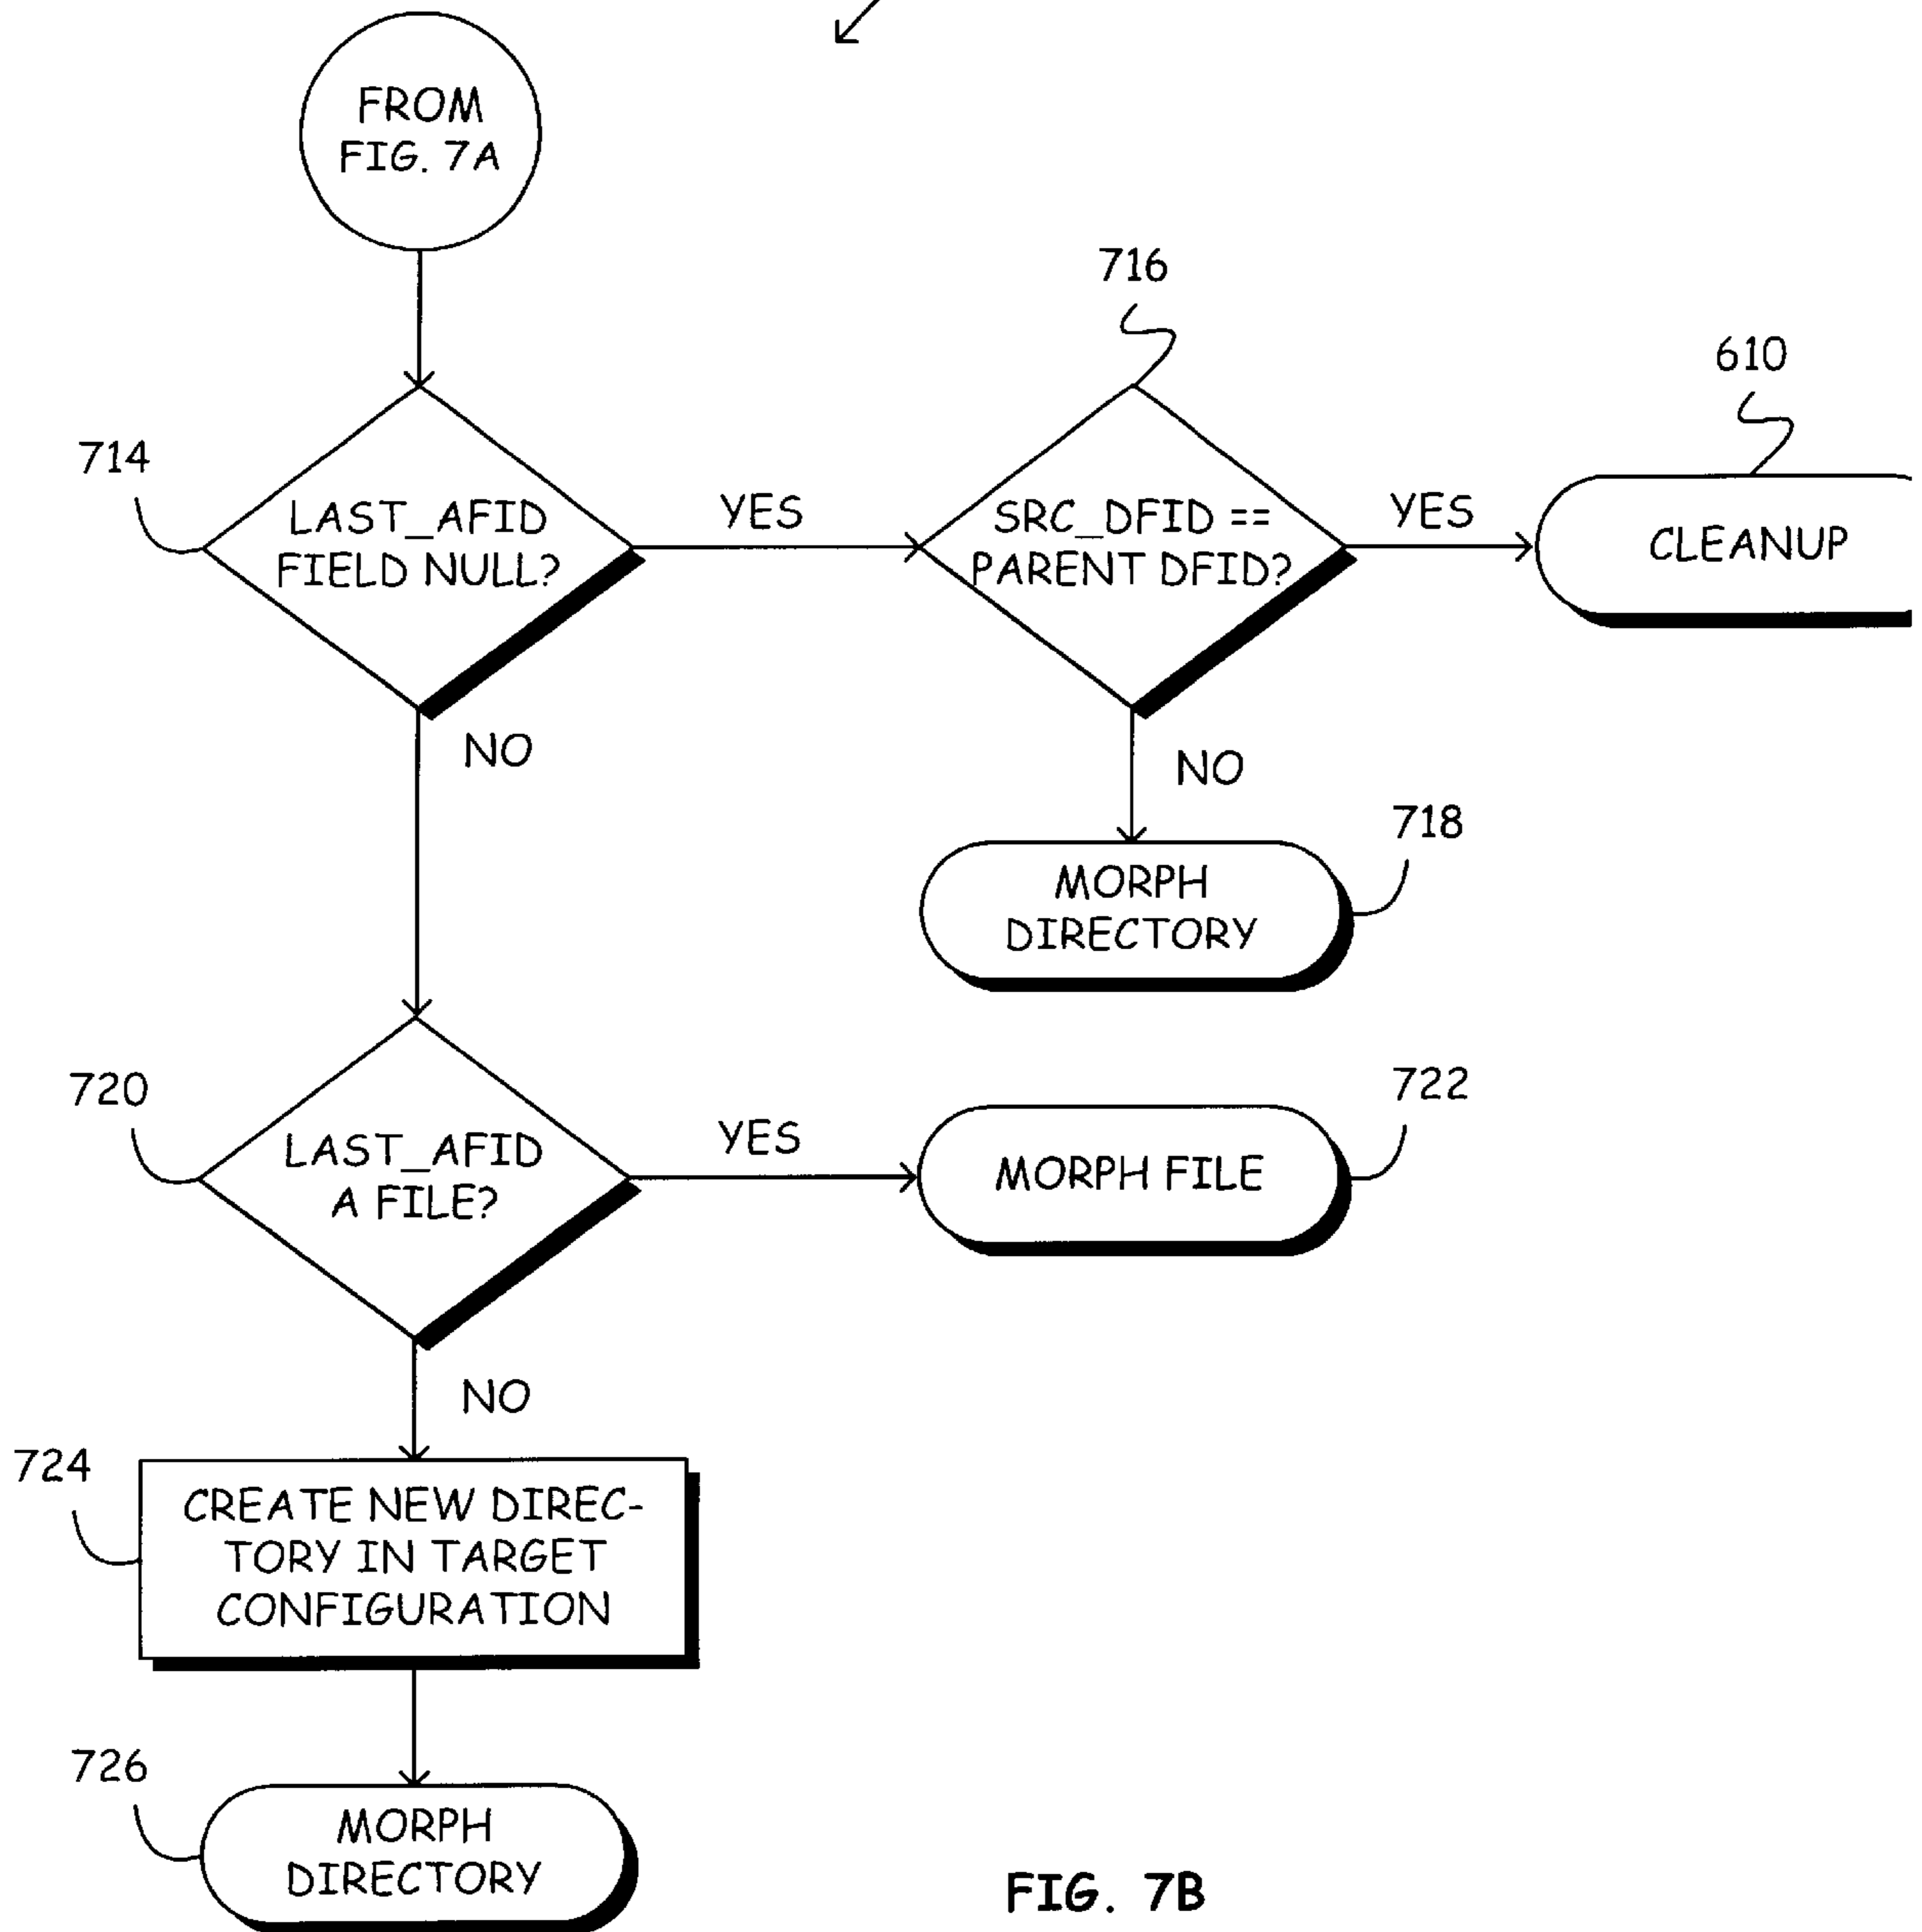 FROM
FIG. 7A
716
610
714
LAST_AFID
FIELD NULL?
YES
SRC_DFID ==
PARENT DFID?
YES
CLEANUP
NO
NO
718
MORPH
DIRECTORY
720
LAST_AFID
A FILE?
YES
722
MORPH FILE
NO
724
CREATE NEW DIREC-
TORY IN TARGET
CONFIGURATION
726
MORPH
DIRECTORY
FIG. 7B